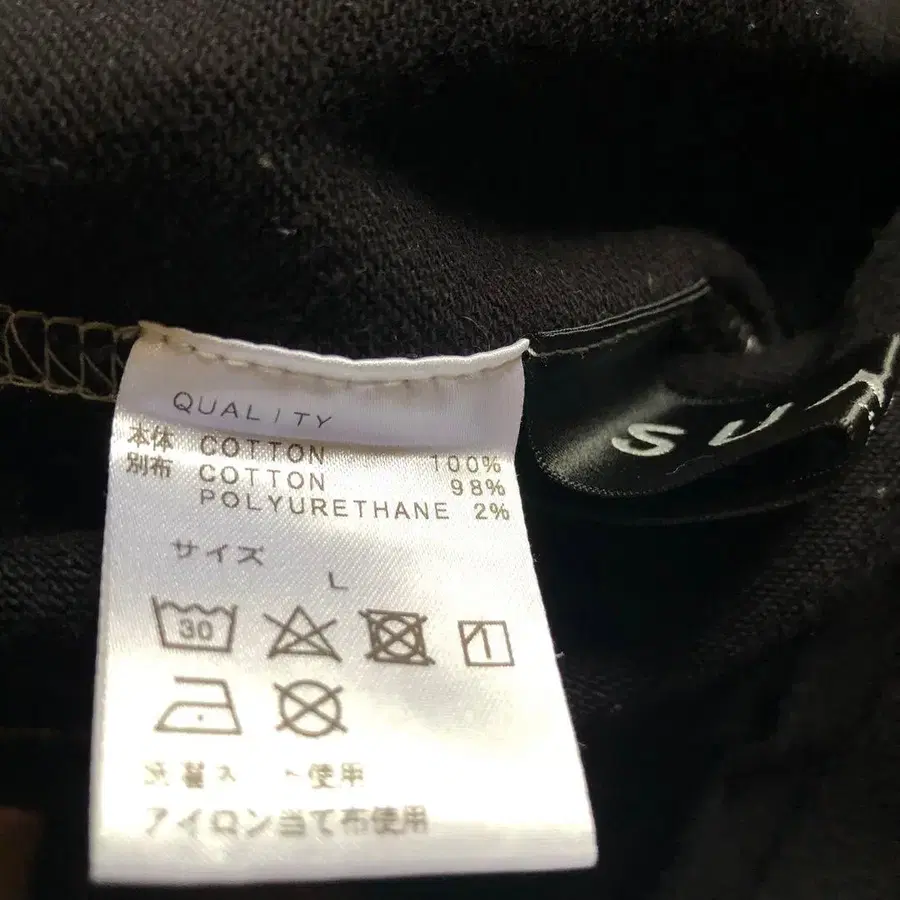 QUALITY
本体 COTTON 100%
別布 COTTON 98%
POLYURETHANE 2%
サイズ
L
30
使用
アイロン当て布使用
SU